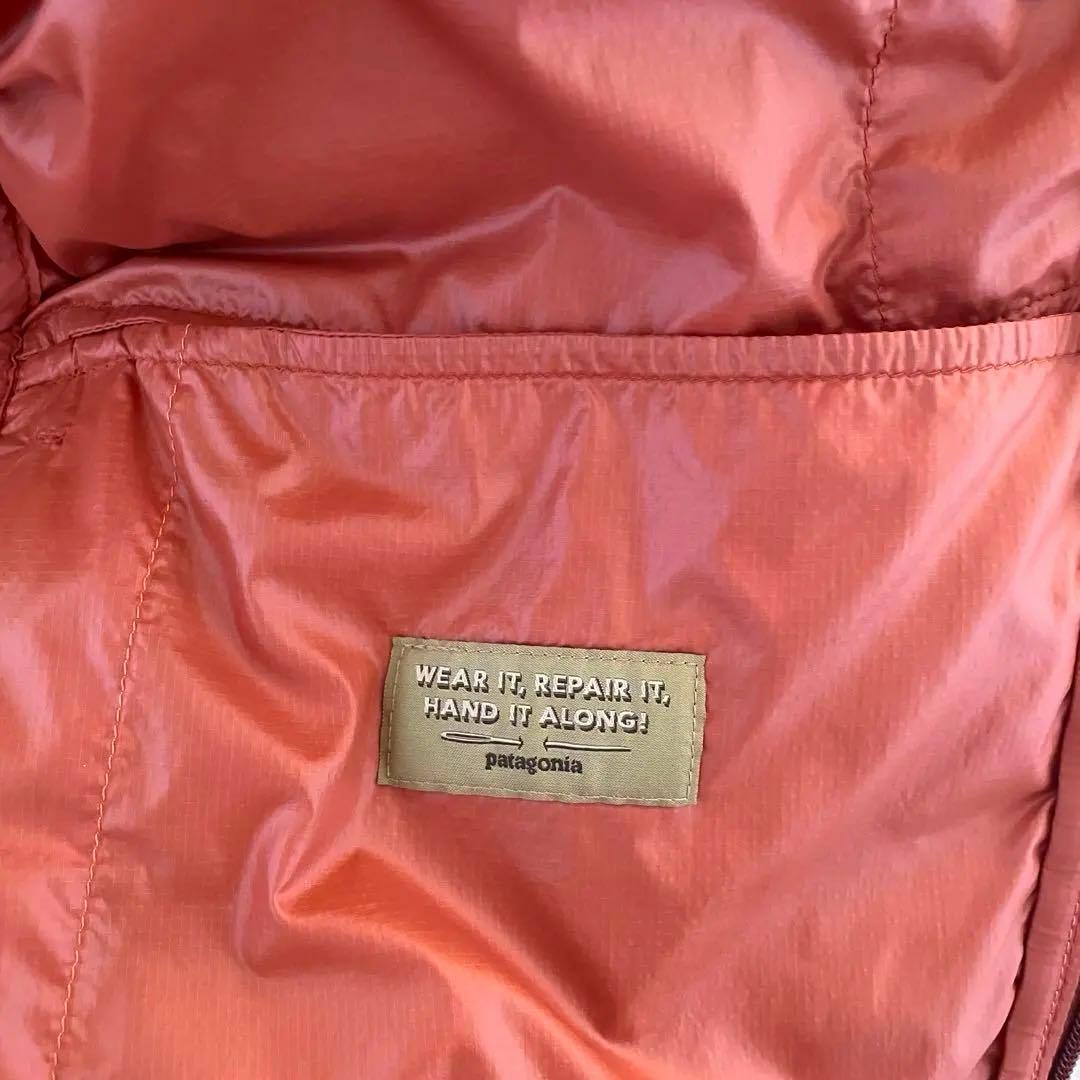 WEAR IT, REPAIR IT,
HAND IT ALONG!
patagonia